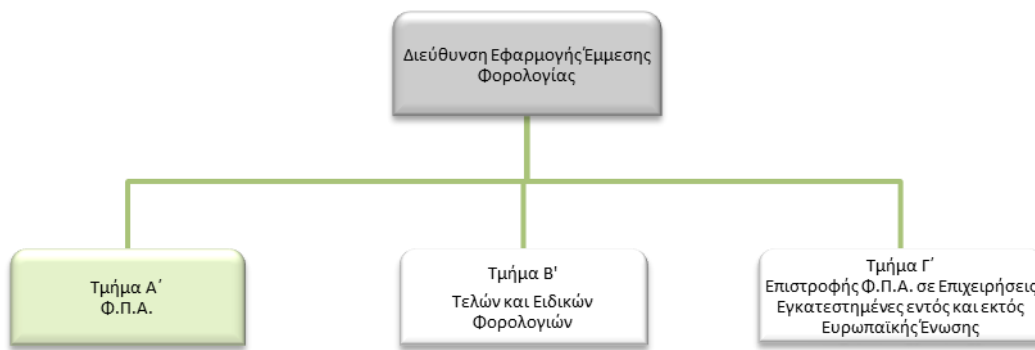 Διεύθυνση Εφαρμογής Έμμεσης
Φορολογίας
Τμήμα Α΄
Φ.Π.Α.
Τμήμα Β'
Τελών και Ειδικών
Φορολογιών
Τμήμα Γ΄
Επιστροφής Φ.Π.Α. σε Επιχειρήσεις
Εγκατεστημένες εντός και εκτός
Ευρωπαϊκής Ένωσης